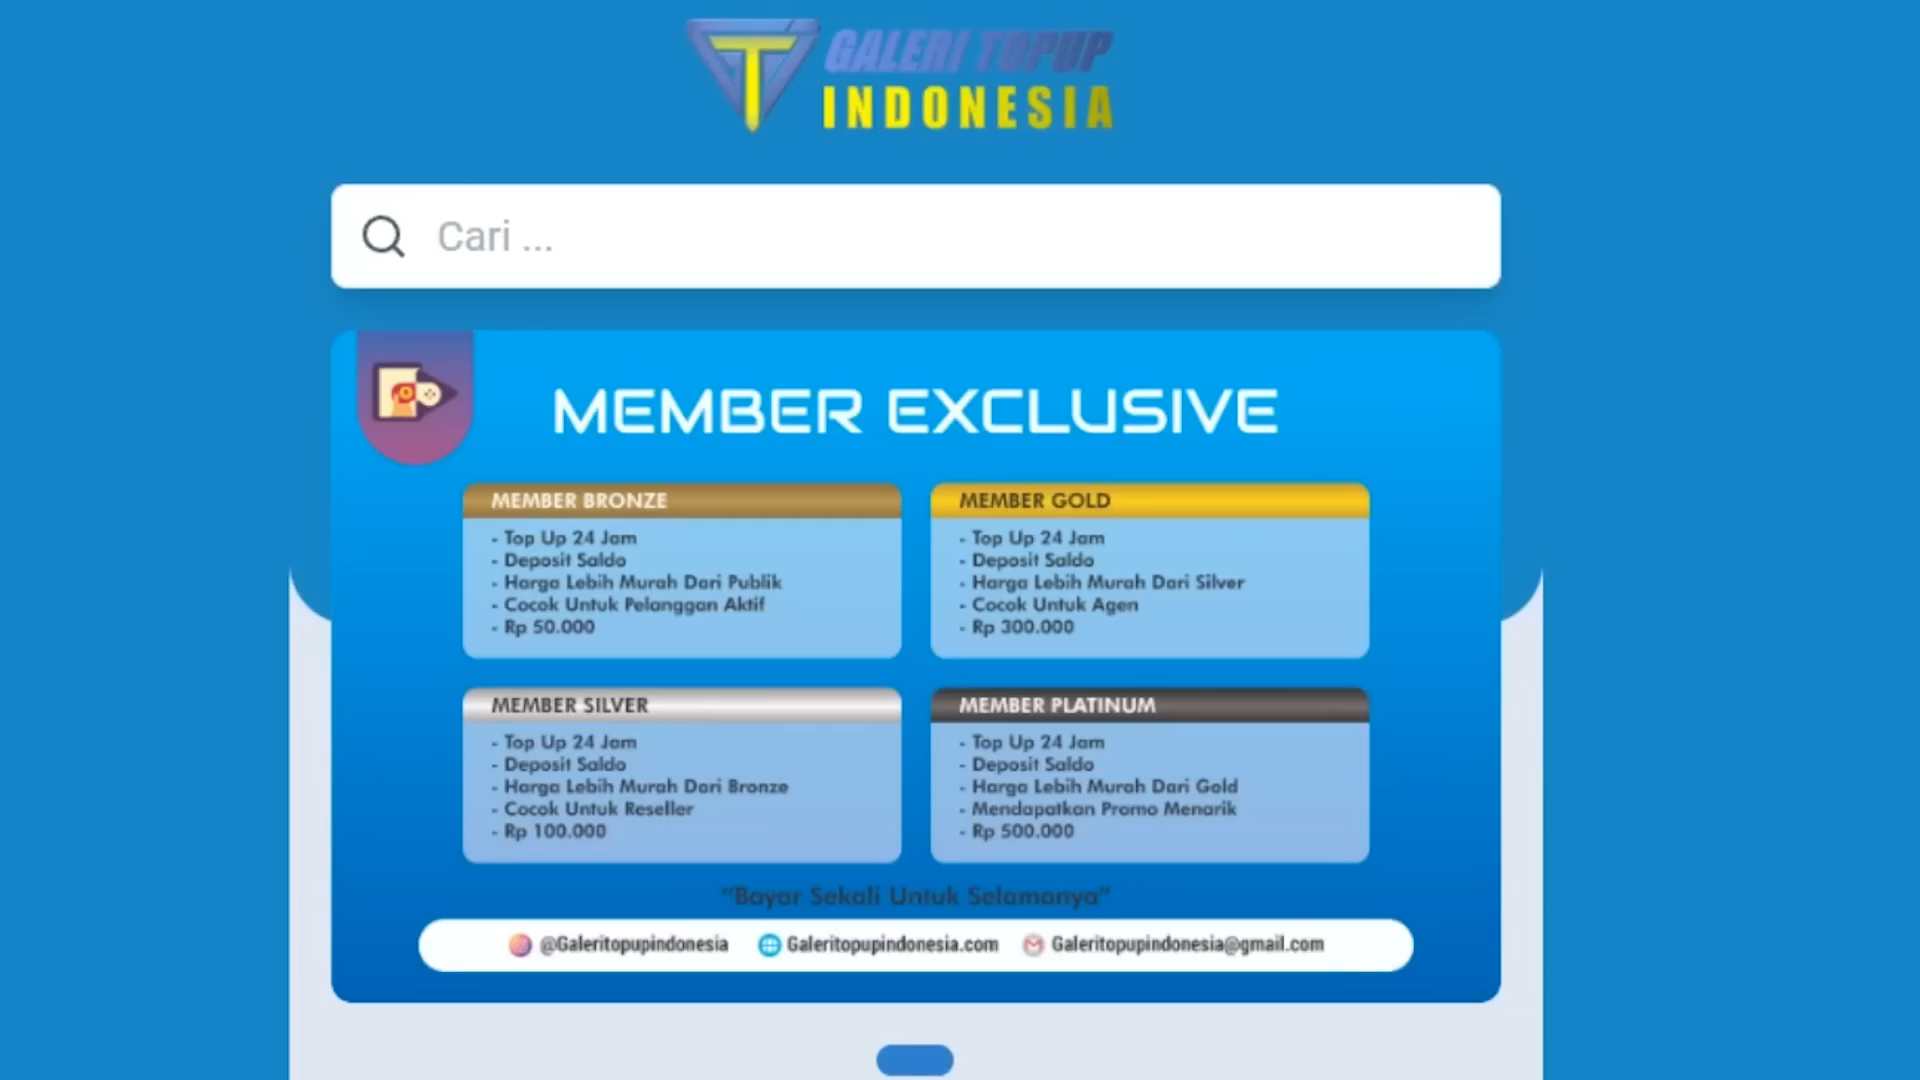 GALERI TOPUP
INDONESIA
Cari ...
MEMBER EXCLUSIVE
MEMBER BRONZE
- Top Up 24 Jam
- Deposit Saldo
- Harga Lebih Murah Dari Publik
- Cocok Untuk Pelanggan Aktif
- Rp 50.000
MEMBER GOLD
- Top Up 24 Jam
- Deposit Saldo
- Harga Lebih Murah Dari Silver
- Cocok Untuk Agen
- Rp 300.000
MEMBER SILVER
- Top Up 24 Jam
- Deposit Saldo
- Harga Lebih Murah Dari Bronze
- Cocok Untuk Reseller
- Rp 100.000
MEMBER PLATINUM
- Top Up 24 Jam
- Deposit Saldo
- Harga Lebih Murah Dari Gold
- Mendapatkan Promo Menarik
- Rp 500.000
"Bayar Sekali Untuk Selamanya"
@Galeritopupindonesia Galeritopupindonesia.com Galeritopupindonesia@gmail.com